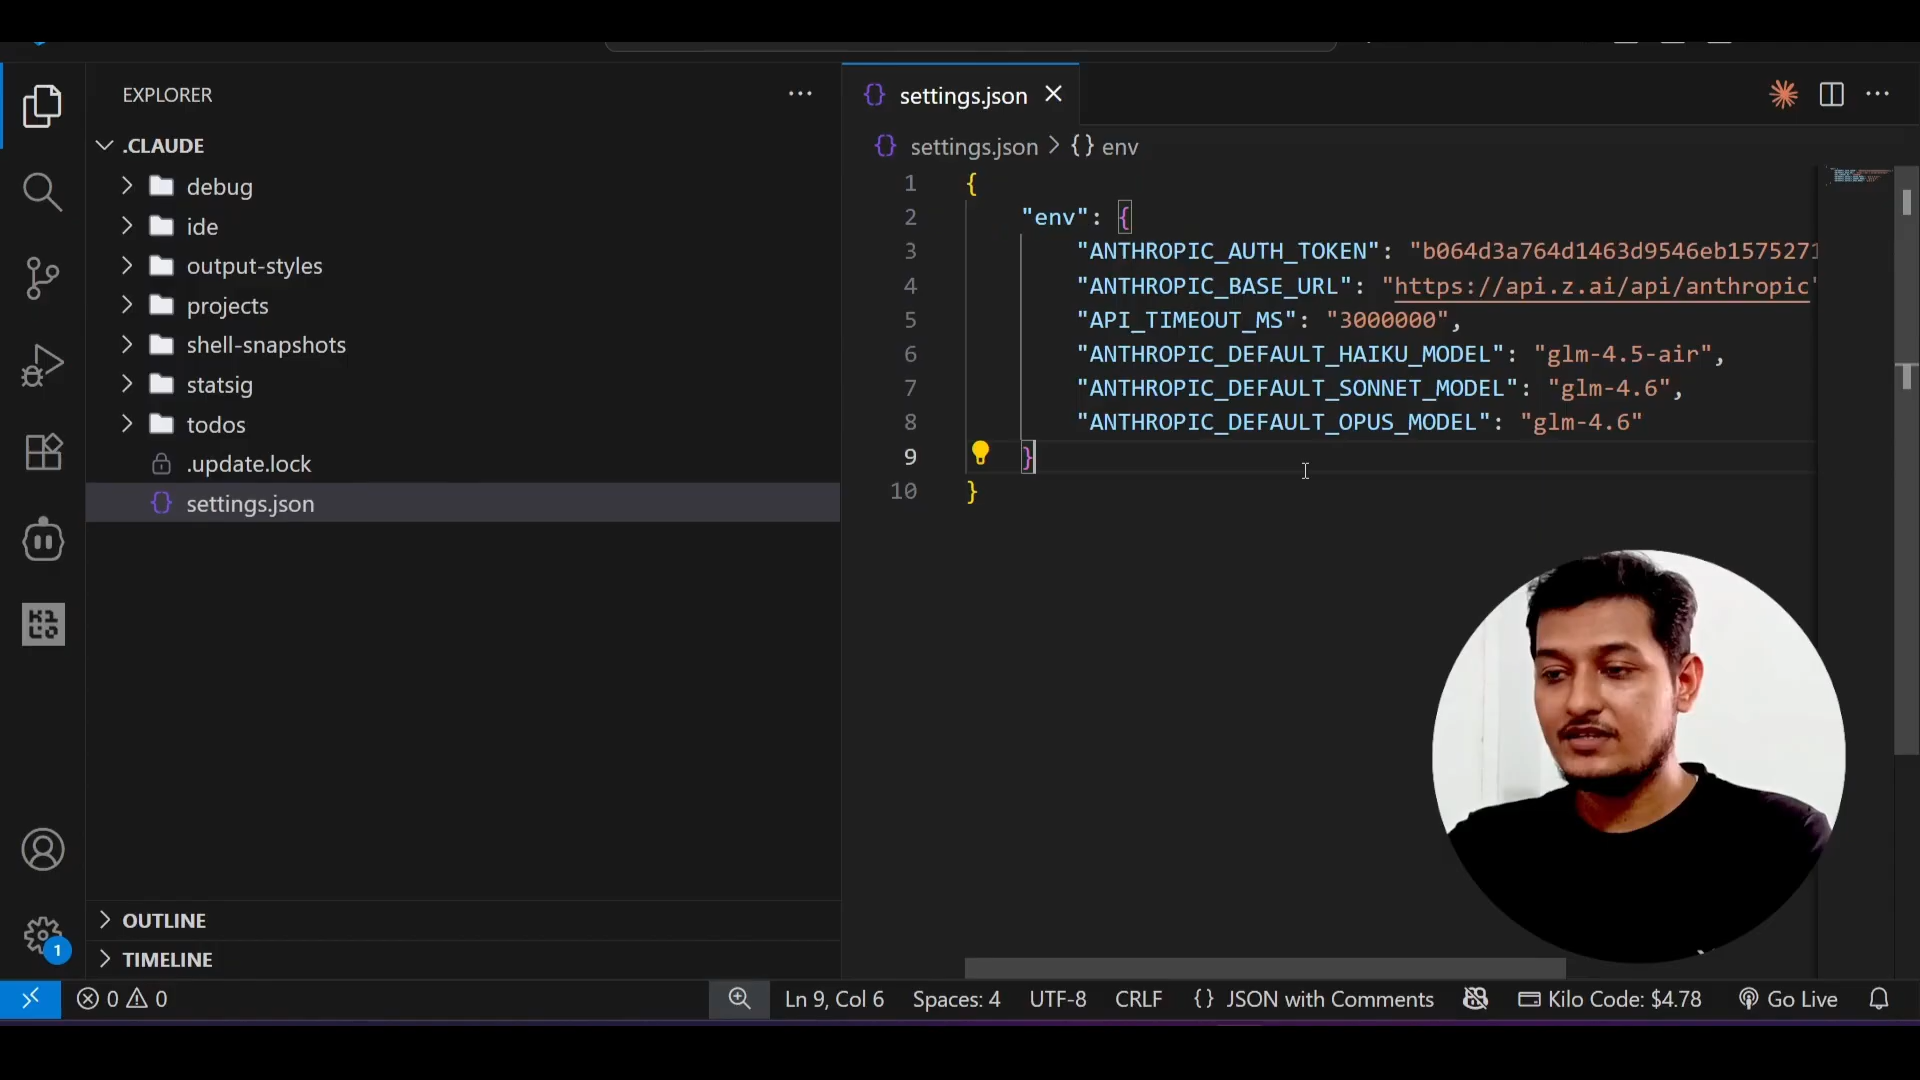 EXPLORER
.CLAUDE
debug
ide
output-styles
projects
shell-snapshots
statsig
todos
.update.lock
settings.json
OUTLINE
TIMELINE
settings.json
{} settings.json > {} env
1 {
2 "env": {
3 "ANTHROPIC_AUTH_TOKEN": "b064d3a764d1463d9546eb1575271
4 "ANTHROPIC_BASE_URL": "https://api.z.ai/api/anthropic"
5 "API_TIMEOUT_MS": "3000000",
6 "ANTHROPIC_DEFAULT_HAIKU_MODEL": "glm-4.5-air",
7 "ANTHROPIC_DEFAULT_SONNET_MODEL": "glm-4.6",
8 "ANTHROPIC_DEFAULT_OPUS_MODEL": "glm-4.6"
9 }
10 }
1
0 0 Ln 9, Col 6 Spaces: 4 UTF-8 CRLF {} JSON with Comments Kilo Code: $4.78 Go Live